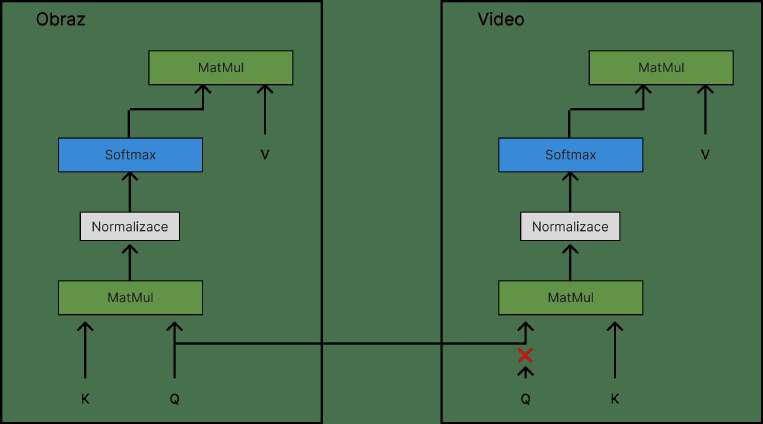 Obraz
Video
MatMul
MatMul
Softmax
V
Softmax
V
Normalizace
Normalizace
MatMul
MatMul
K
Q
Q
K